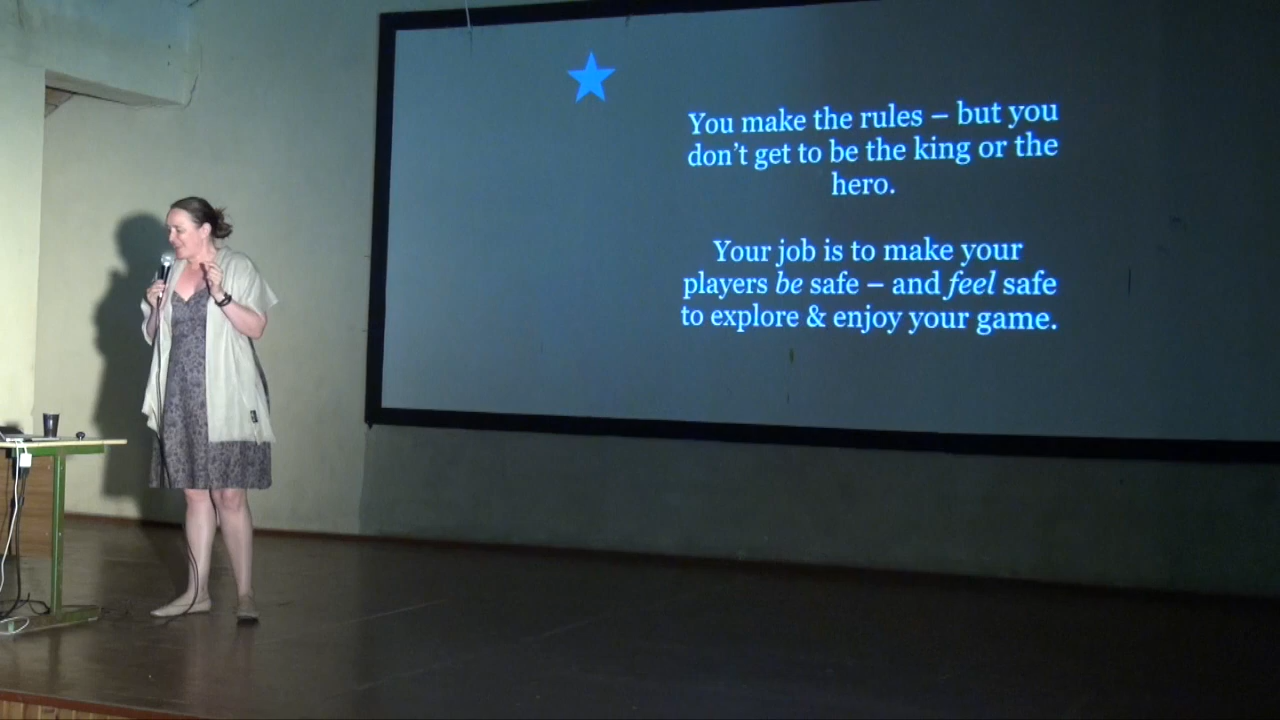 You make the rules – but you
don’t get to be the king or the
hero.
Your job is to make your
players be safe – and feel safe
to explore & enjoy your game.